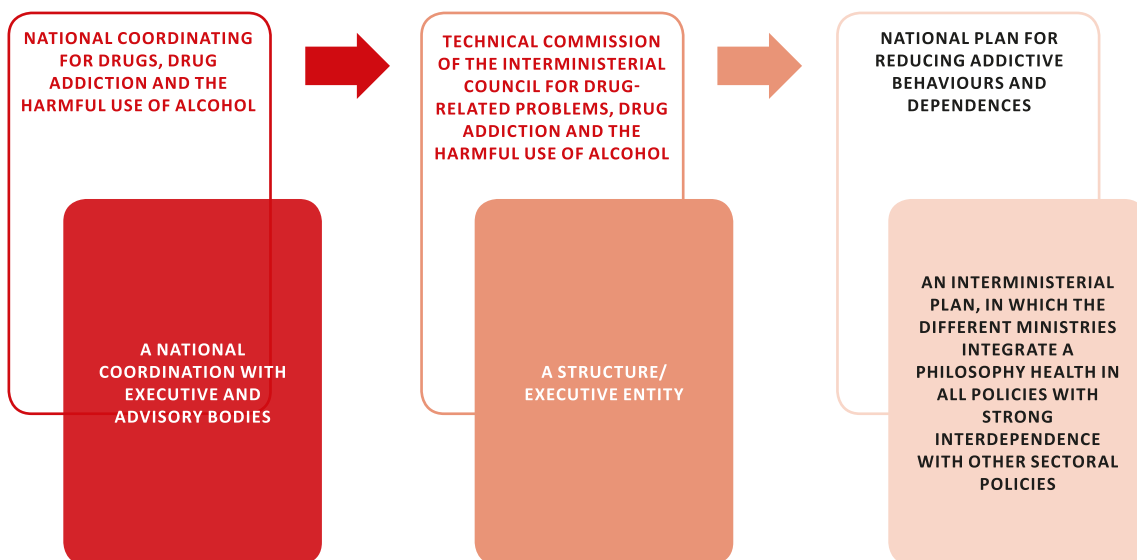 NATIONAL COORDINATING
FOR DRUGS, DRUG
ADDICTION AND THE
HARMFUL USE OF ALCOHOL
A NATIONAL
COORDINATION WITH
EXECUTIVE AND
ADVISORY BODIES
TECHNICAL COMMISSION
OF THE INTERMINISTERIAL
COUNCIL FOR DRUG-
RELATED PROBLEMS, DRUG
ADDICTION AND THE
HARMFUL USE OF ALCOHOL
A STRUCTURE/
EXECUTIVE ENTITY
NATIONAL PLAN FOR
REDUCING ADDICTIVE
BEHAVIOURS AND
DEPENDENCES
AN INTERMINISTERIAL
PLAN, IN WHICH THE
DIFFERENT MINISTRIES
INTEGRATE A
PHILOSOPHY HEALTH IN
ALL POLICIES WITH
STRONG
INTERDEPENDENCE
WITH OTHER SECTORAL
POLICIES